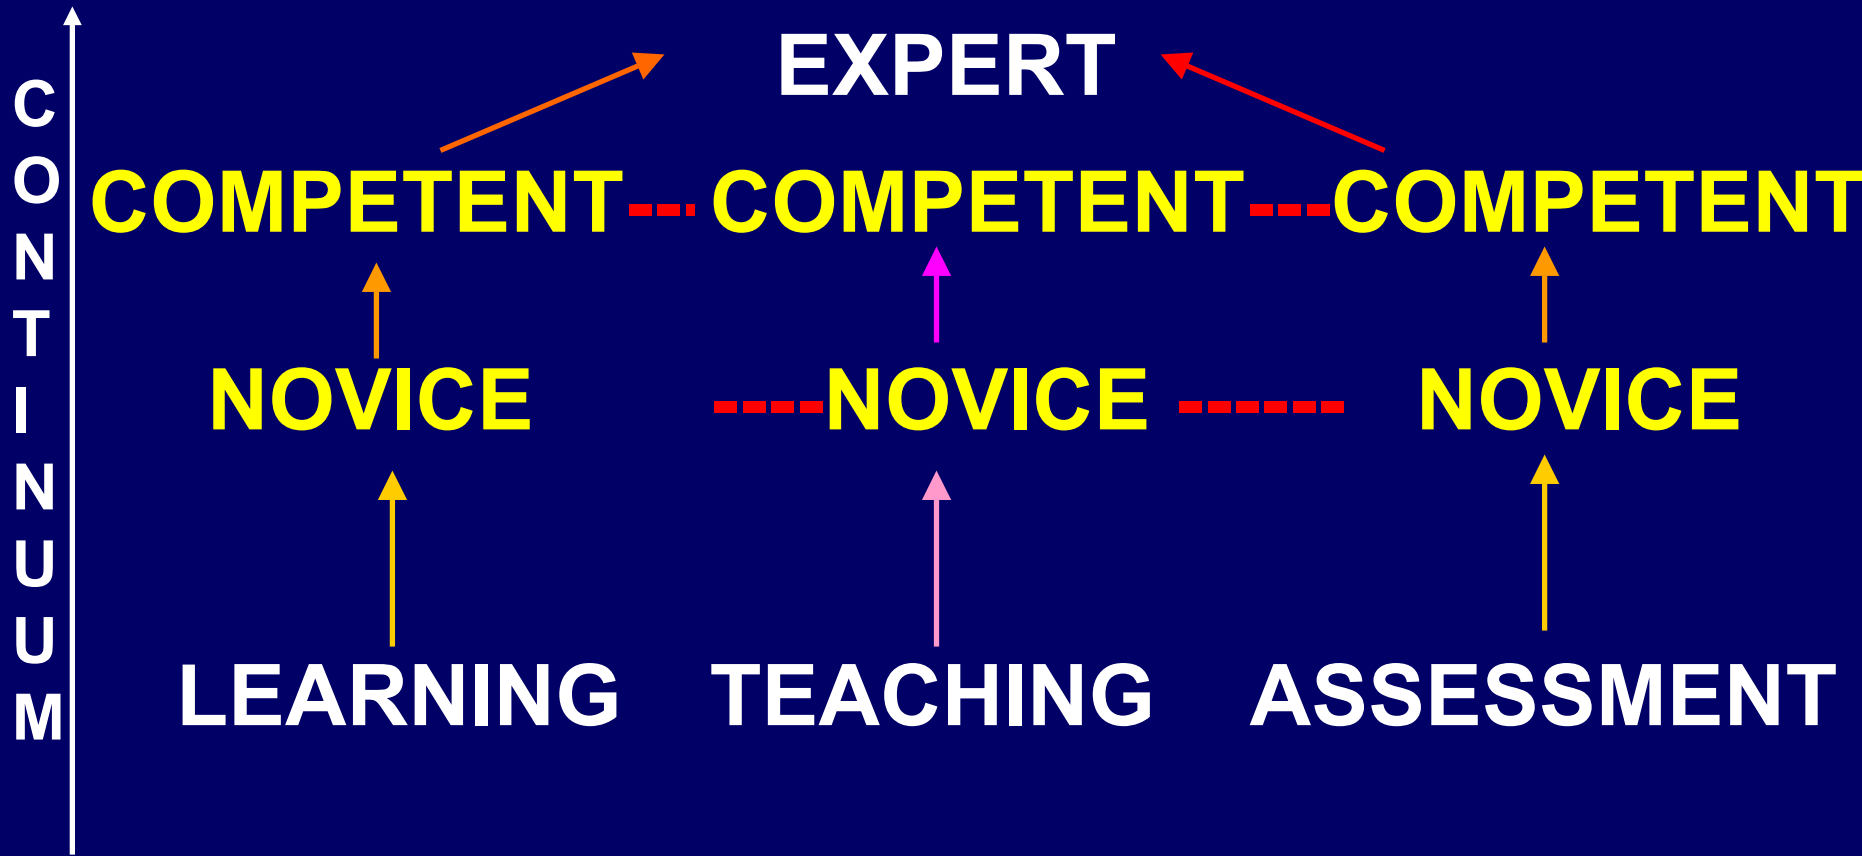 CONTINUUM
EXPERT
COMPETENT COMPETENT COMPETENT
NOVICE NOVICE NOVICE
LEARNING TEACHING ASSESSMENT